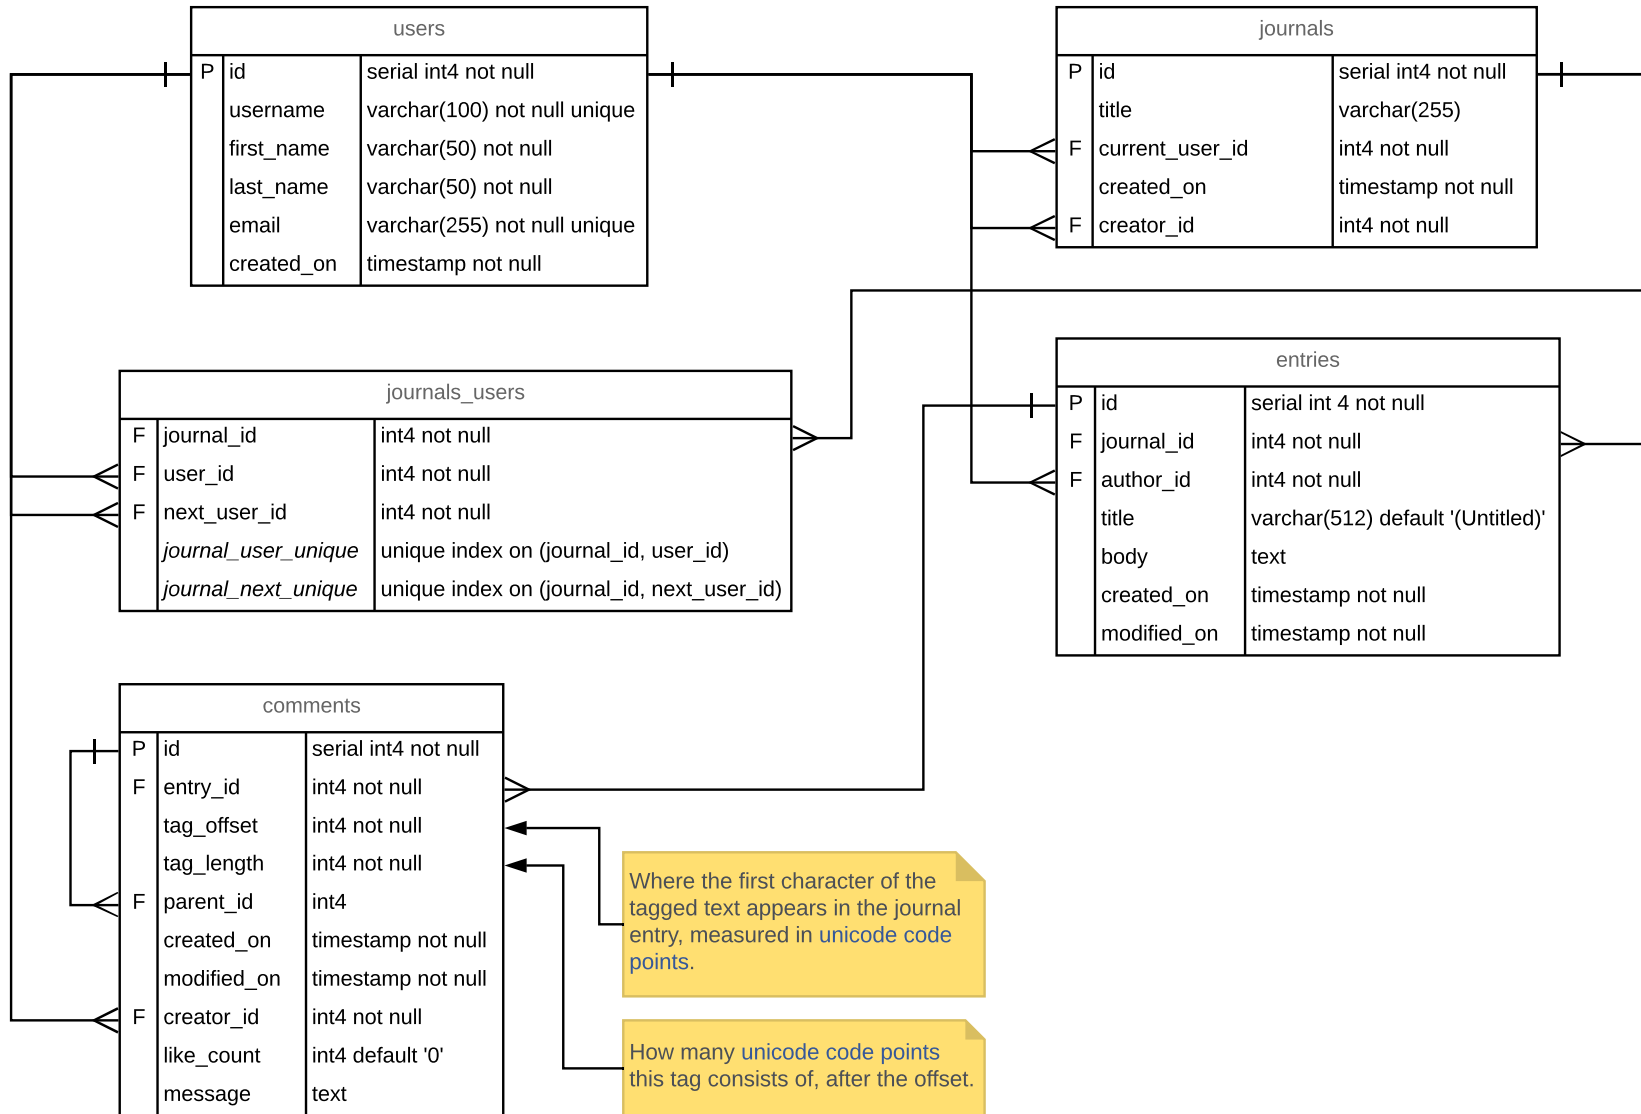 users
P id serial int4 not null
username varchar(100) not null unique
first_name varchar(50) not null
last_name varchar(50) not null
email varchar(255) not null unique
created_on timestamp not null
journals
P id serial int4 not null
title varchar(255)
F current_user_id int4 not null
created_on timestamp not null
F creator_id int4 not null
journals_users
F journal_id int4 not null
F user_id int4 not null
F next_user_id int4 not null
journal_user_unique unique index on (journal_id, user_id)
journal_next_unique unique index on (journal_id, next_user_id)
entries
P id serial int 4 not null
F journal_id int4 not null
F author_id int4 not null
title varchar(512) default '(Untitled)'
body text
created_on timestamp not null
modified_on timestamp not null
comments
P id serial int4 not null
F entry_id int4 not null
tag_offset int4 not null
tag_length int4 not null
F parent_id int4
created_on timestamp not null
modified_on timestamp not null
F creator_id int4 not null
like_count int4 default '0'
message text
Where the first character of the
tagged text appears in the journal
entry, measured in unicode code
points.
How many unicode code points
this tag consists of, after the offset.